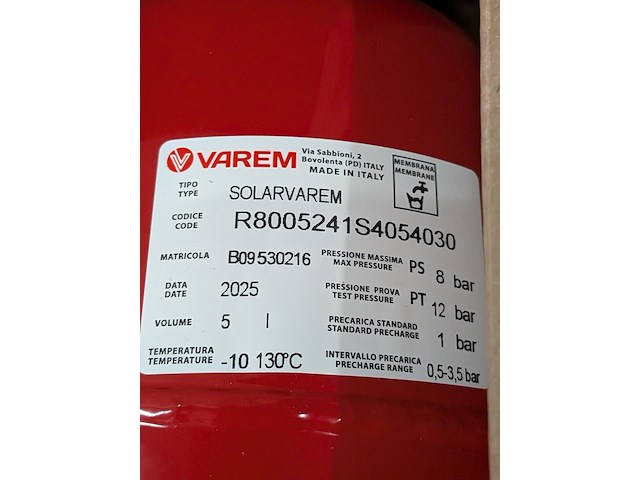 VAREM
Via Sabbioni, 2
Bovolenta (PD) ITALY
MADE IN ITALY
MEMBRANA
MEMBRANE
TIPO
TYPE
SOLARVAREM
CODICE
CODE
R8005241S4054030
MATRICOLA
B09530216
PRESSIONE MASSIMA
MAX PRESSURE
PS 8 bar
DATA
DATE
2025
PRESSIONE PROVA
TEST PRESSURE
PT 12 bar
VOLUME
5 l
PRECARICA STANDARD
STANDARD PRECHARGE
1 bar
TEMPERATURA
TEMPERATURE
-10 130°C
INTERVALLO PRECARICA
PRECHARGE RANGE
0,5-3,5 bar